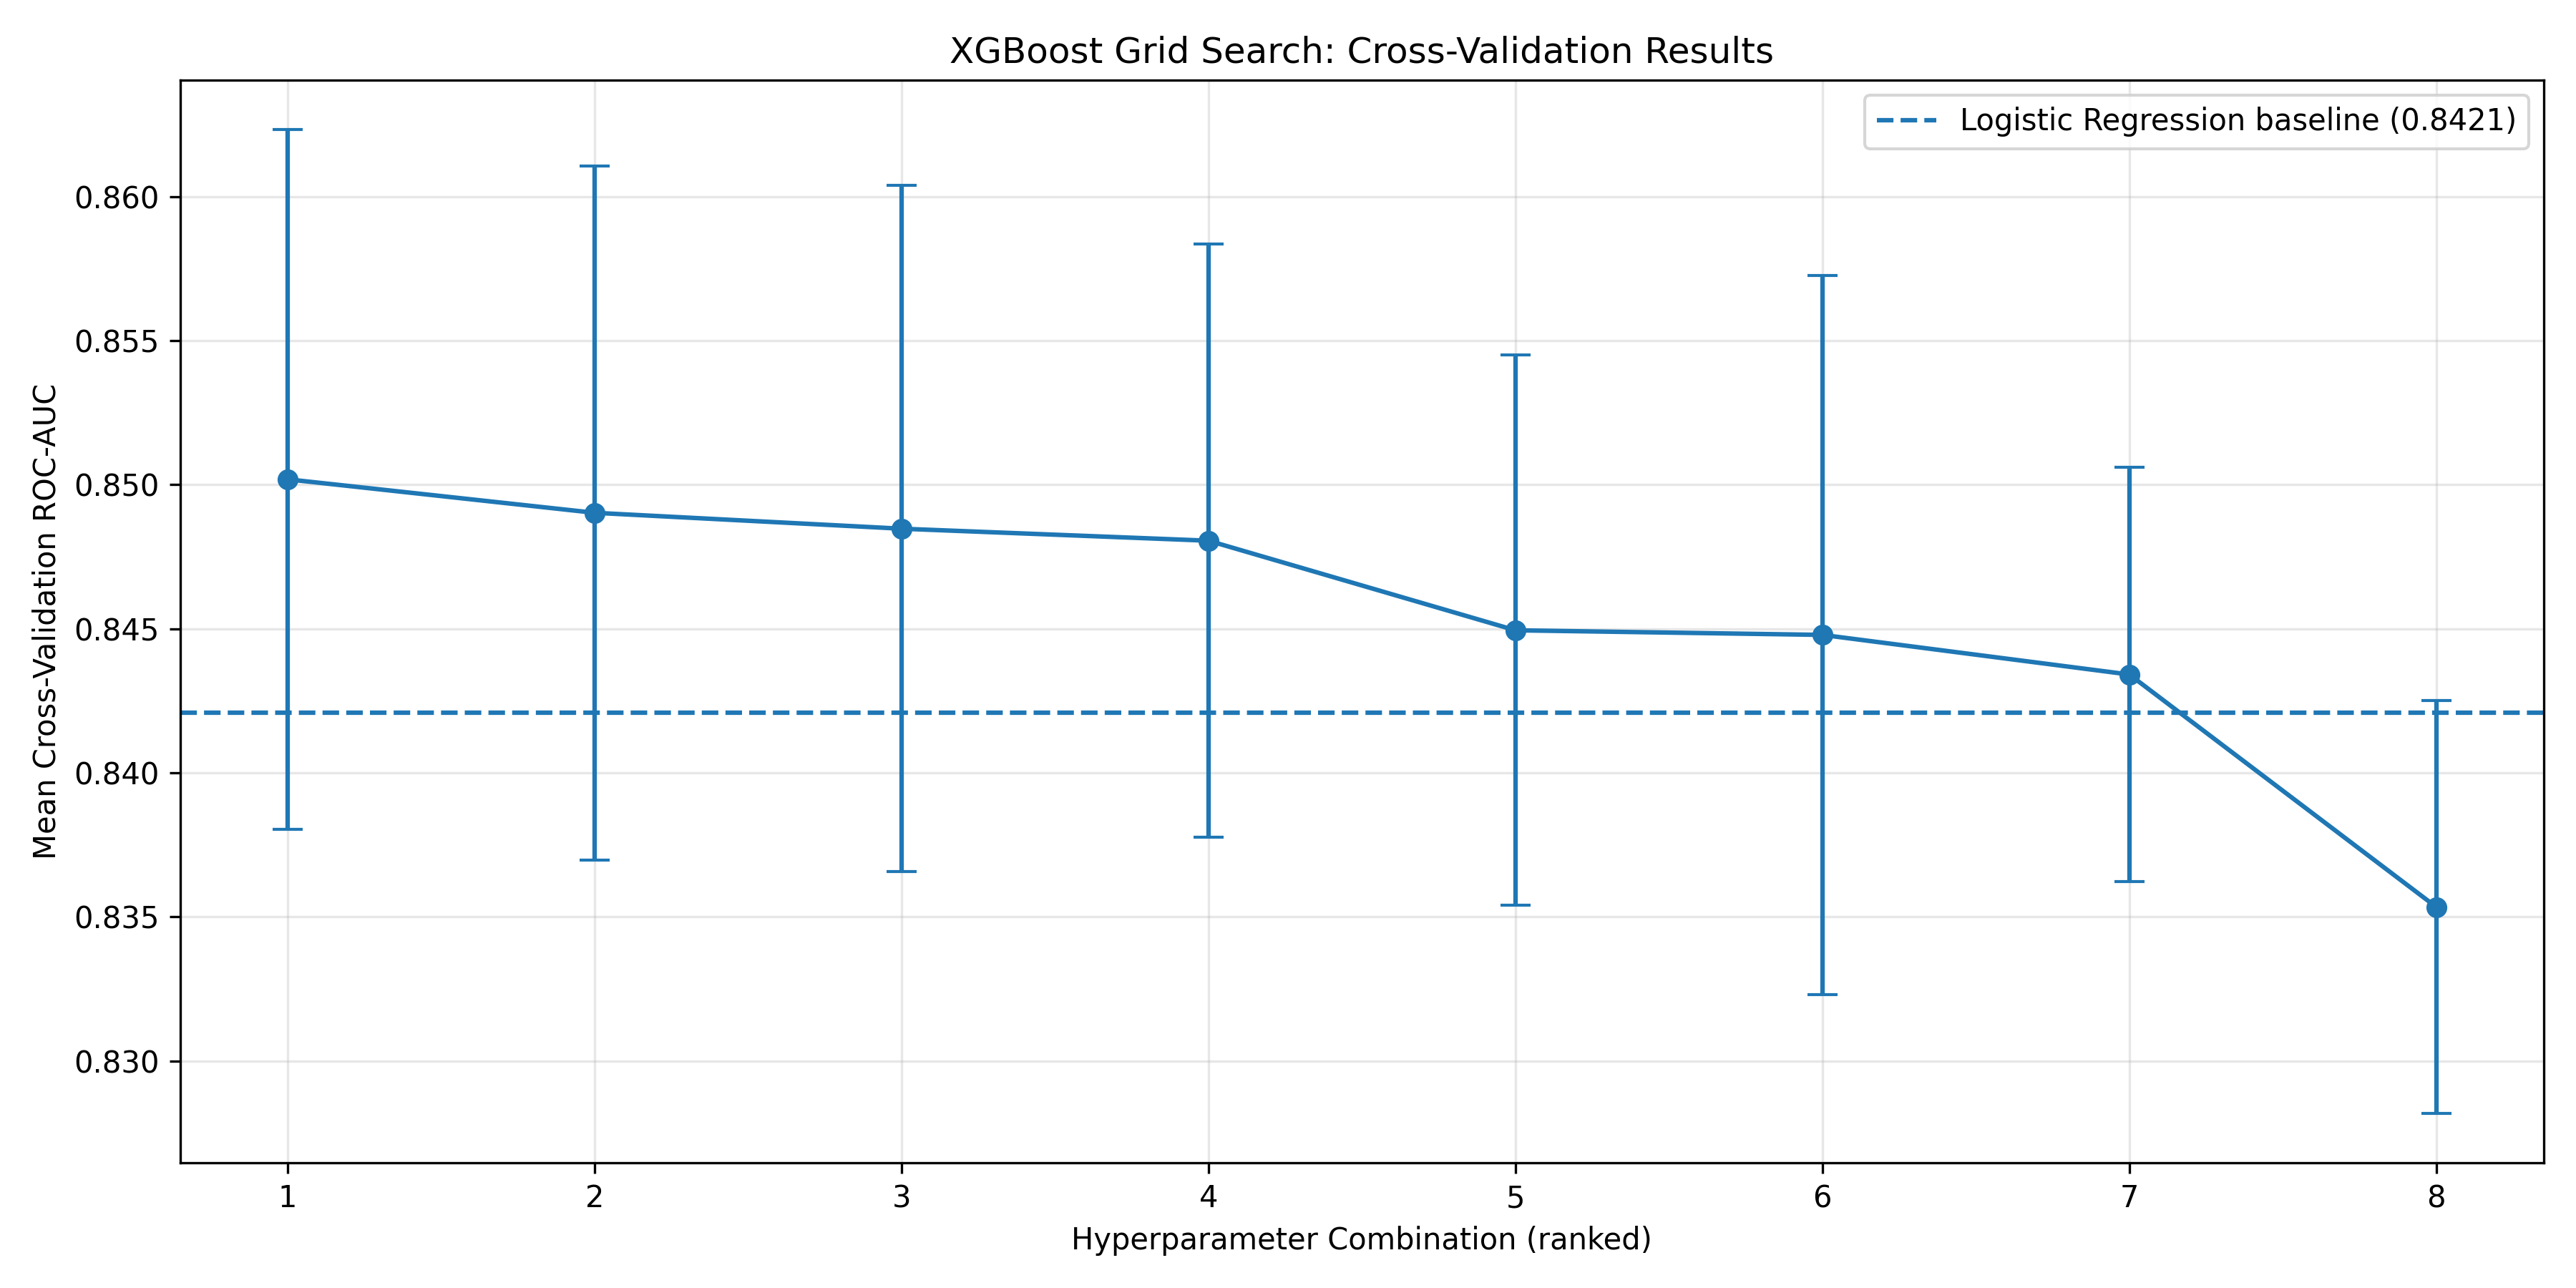 XGBoost Grid Search: Cross-Validation Results
Logistic Regression baseline (0.8421)
Mean Cross-Validation ROC-AUC
0.860
0.855
0.850
0.845
0.840
0.835
0.830
1 2 3 4 5 6 7 8
Hyperparameter Combination (ranked)